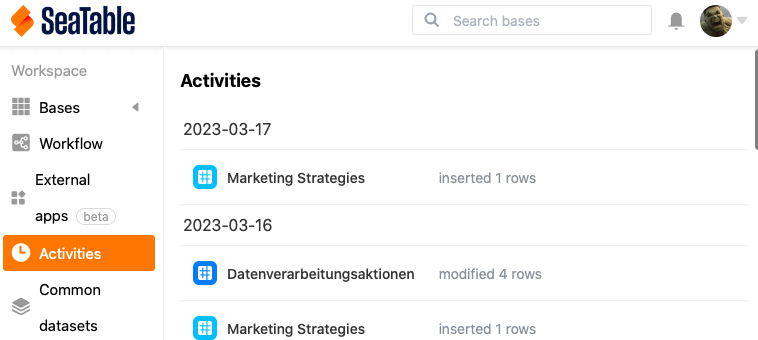 SeaTable
Search bases
Workspace
Bases
Workflow
External
apps beta
Activities
Common
datasets
Activities
2023-03-17
Marketing Strategies inserted 1 rows
2023-03-16
Datenverarbeitungsaktionen modified 4 rows
Marketing Strategies inserted 1 rows